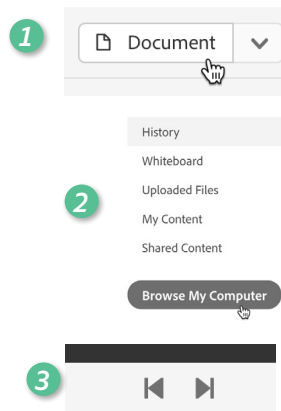 1
Document
History
Whiteboard
2
Uploaded Files
My Content
Shared Content
Browse My Computer
3